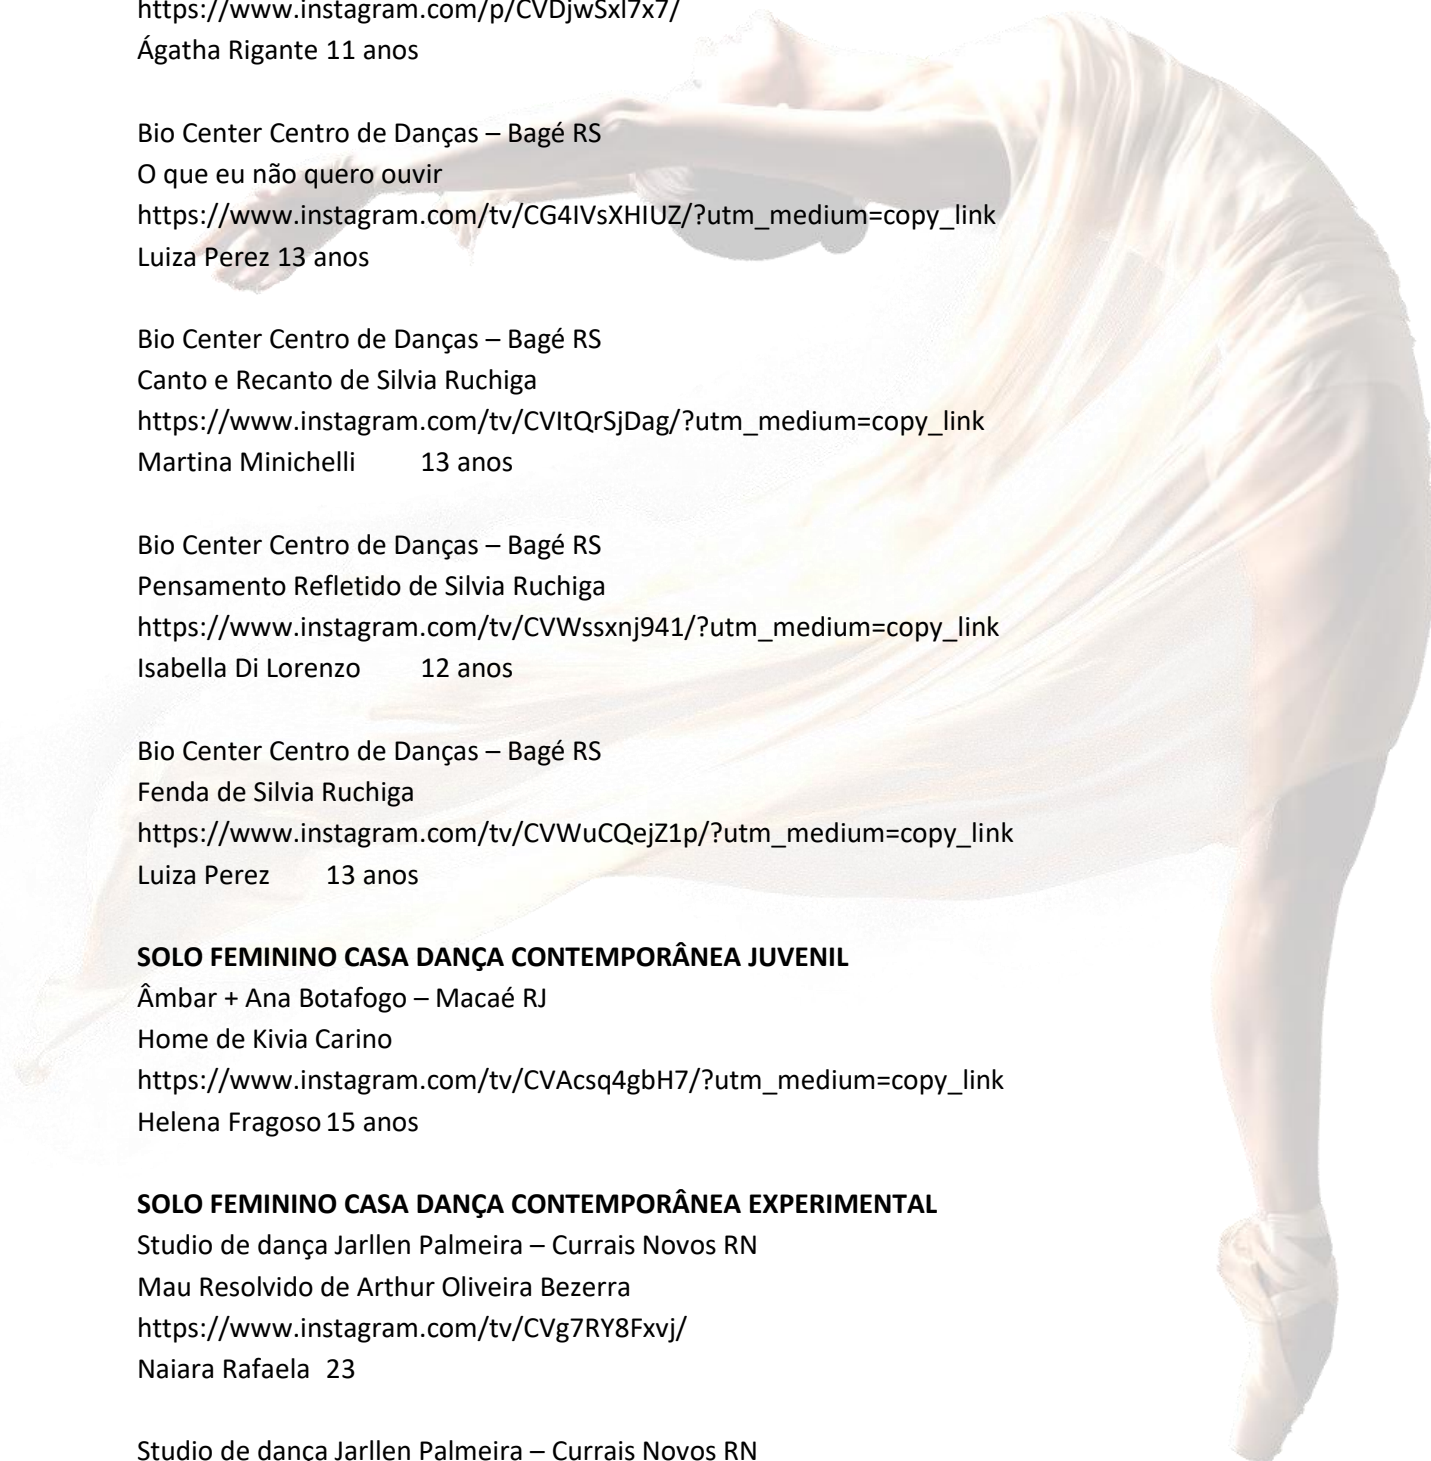 https://www.instagram.com/p/CVDjwSxl7x7/
Ágatha Rigante 11 anos
Bio Center Centro de Danças – Bagé RS
O que eu não quero ouvir
https://www.instagram.com/tv/CG4IVsXHIUZ/?utm_medium=copy_link
Luiza Perez 13 anos
Bio Center Centro de Danças – Bagé RS
Canto e Recanto de Silvia Ruchiga
https://www.instagram.com/tv/CVItQrSjDag/?utm_medium=copy_link
Martina Minichelli 13 anos
Bio Center Centro de Danças – Bagé RS
Pensamento Refletido de Silvia Ruchiga
https://www.instagram.com/tv/CVWssxnj941/?utm_medium=copy_link
Isabella Di Lorenzo 12 anos
Bio Center Centro de Danças – Bagé RS
Fenda de Silvia Ruchiga
https://www.instagram.com/tv/CVWuCQejZ1p/?utm_medium=copy_link
Luiza Perez 13 anos
SOLO FEMININO CASA DANÇA CONTEMPORÂNEA JUVENIL
Âmbar + Ana Botafogo – Macaé RJ
Home de Kivia Carino
https://www.instagram.com/tv/CVAcsq4gbH7/?utm_medium=copy_link
Helena Fragoso 15 anos
SOLO FEMININO CASA DANÇA CONTEMPORÂNEA EXPERIMENTAL
Studio de dança Jarllen Palmeira – Currais Novos RN
Mau Resolvido de Arthur Oliveira Bezerra
https://www.instagram.com/tv/CVg7RY8Fxvj/
Naiara Rafaela 23
Studio de dança Jarllen Palmeira – Currais Novos RN